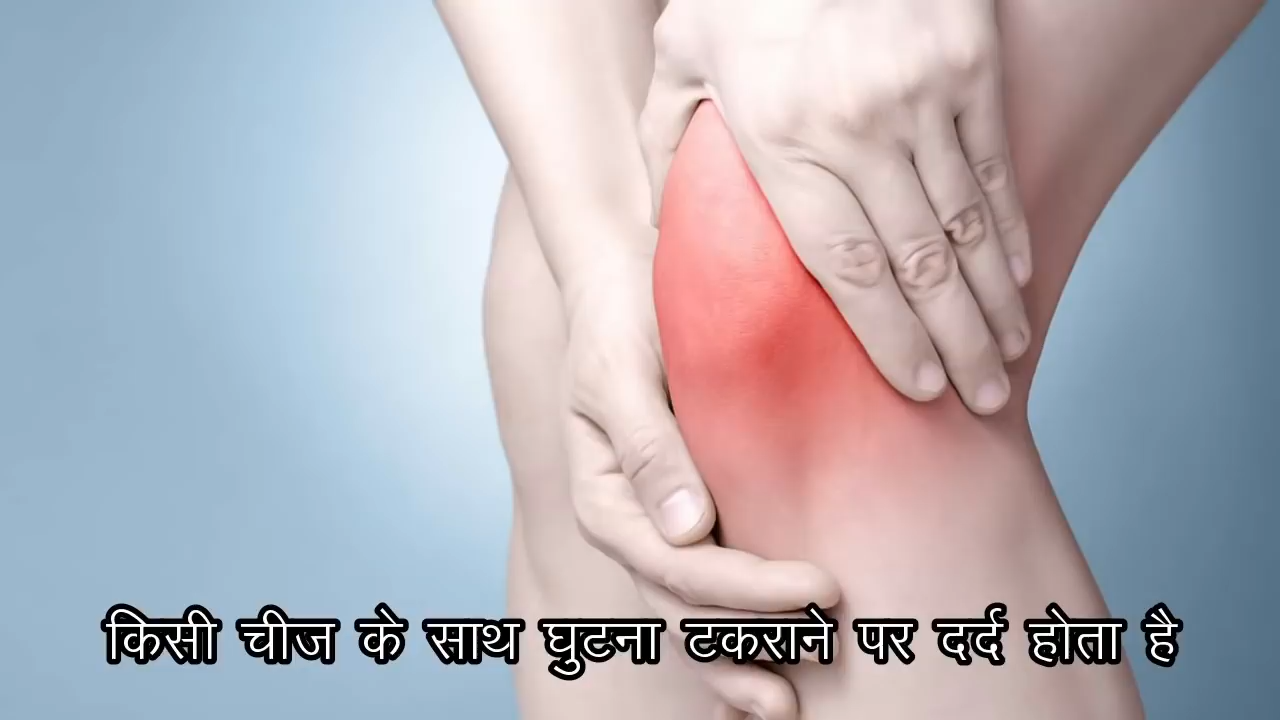 किसी चीज के साथ घुटना टकराने पर दर्द होता है